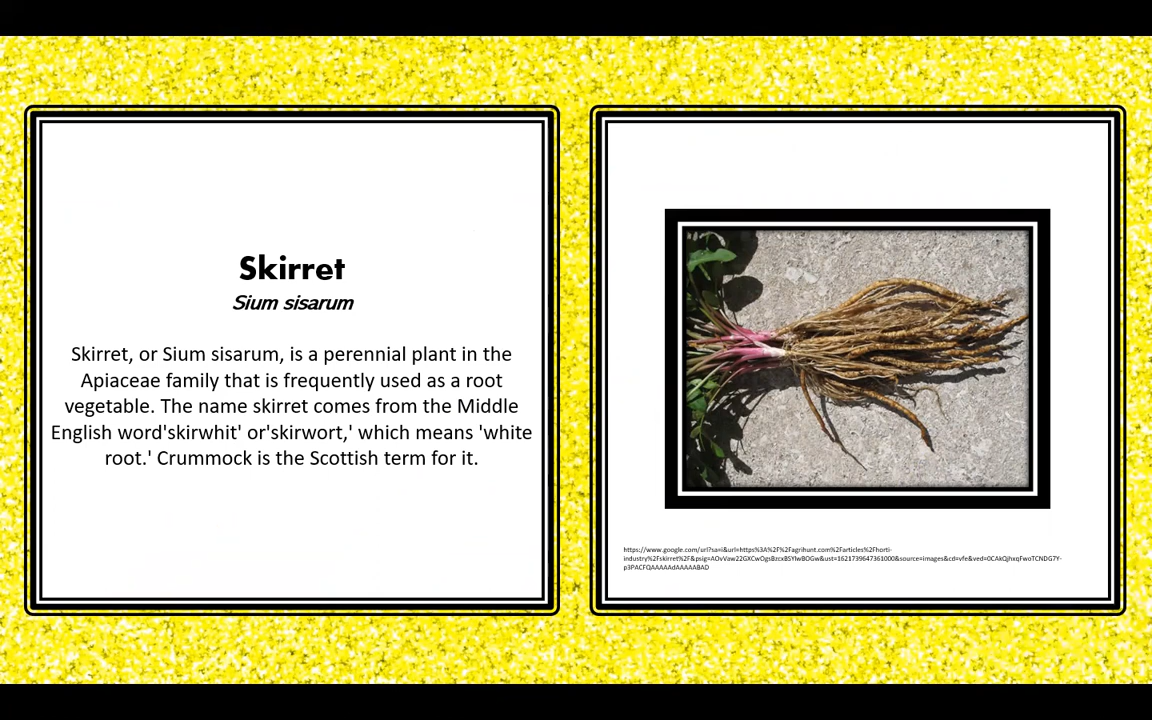 Skirret
Sium sisarum
Skirret, or Sium sisarum, is a perennial plant in the
Apiaceae family that is frequently used as a root
vegetable. The name skirret comes from the Middle
English word'skirwhit' or'skirwort,' which means 'white
root.' Crummock is the Scottish term for it.
https://www.google.com/url?sa=i&url=https%3A%2F%2Fagrihunt.com%2Farticles%2Fhorti-
industry%2Fskirret%2F&psig=AOvVaw22GXCwOgsBzcxB5YlwBOGw&ust=1621739647361000&source=images&cd=vfe&ved=0CAkQjhxqFwoTCNDG7Y-
p3PACFQAAAAAdAAAAABAD